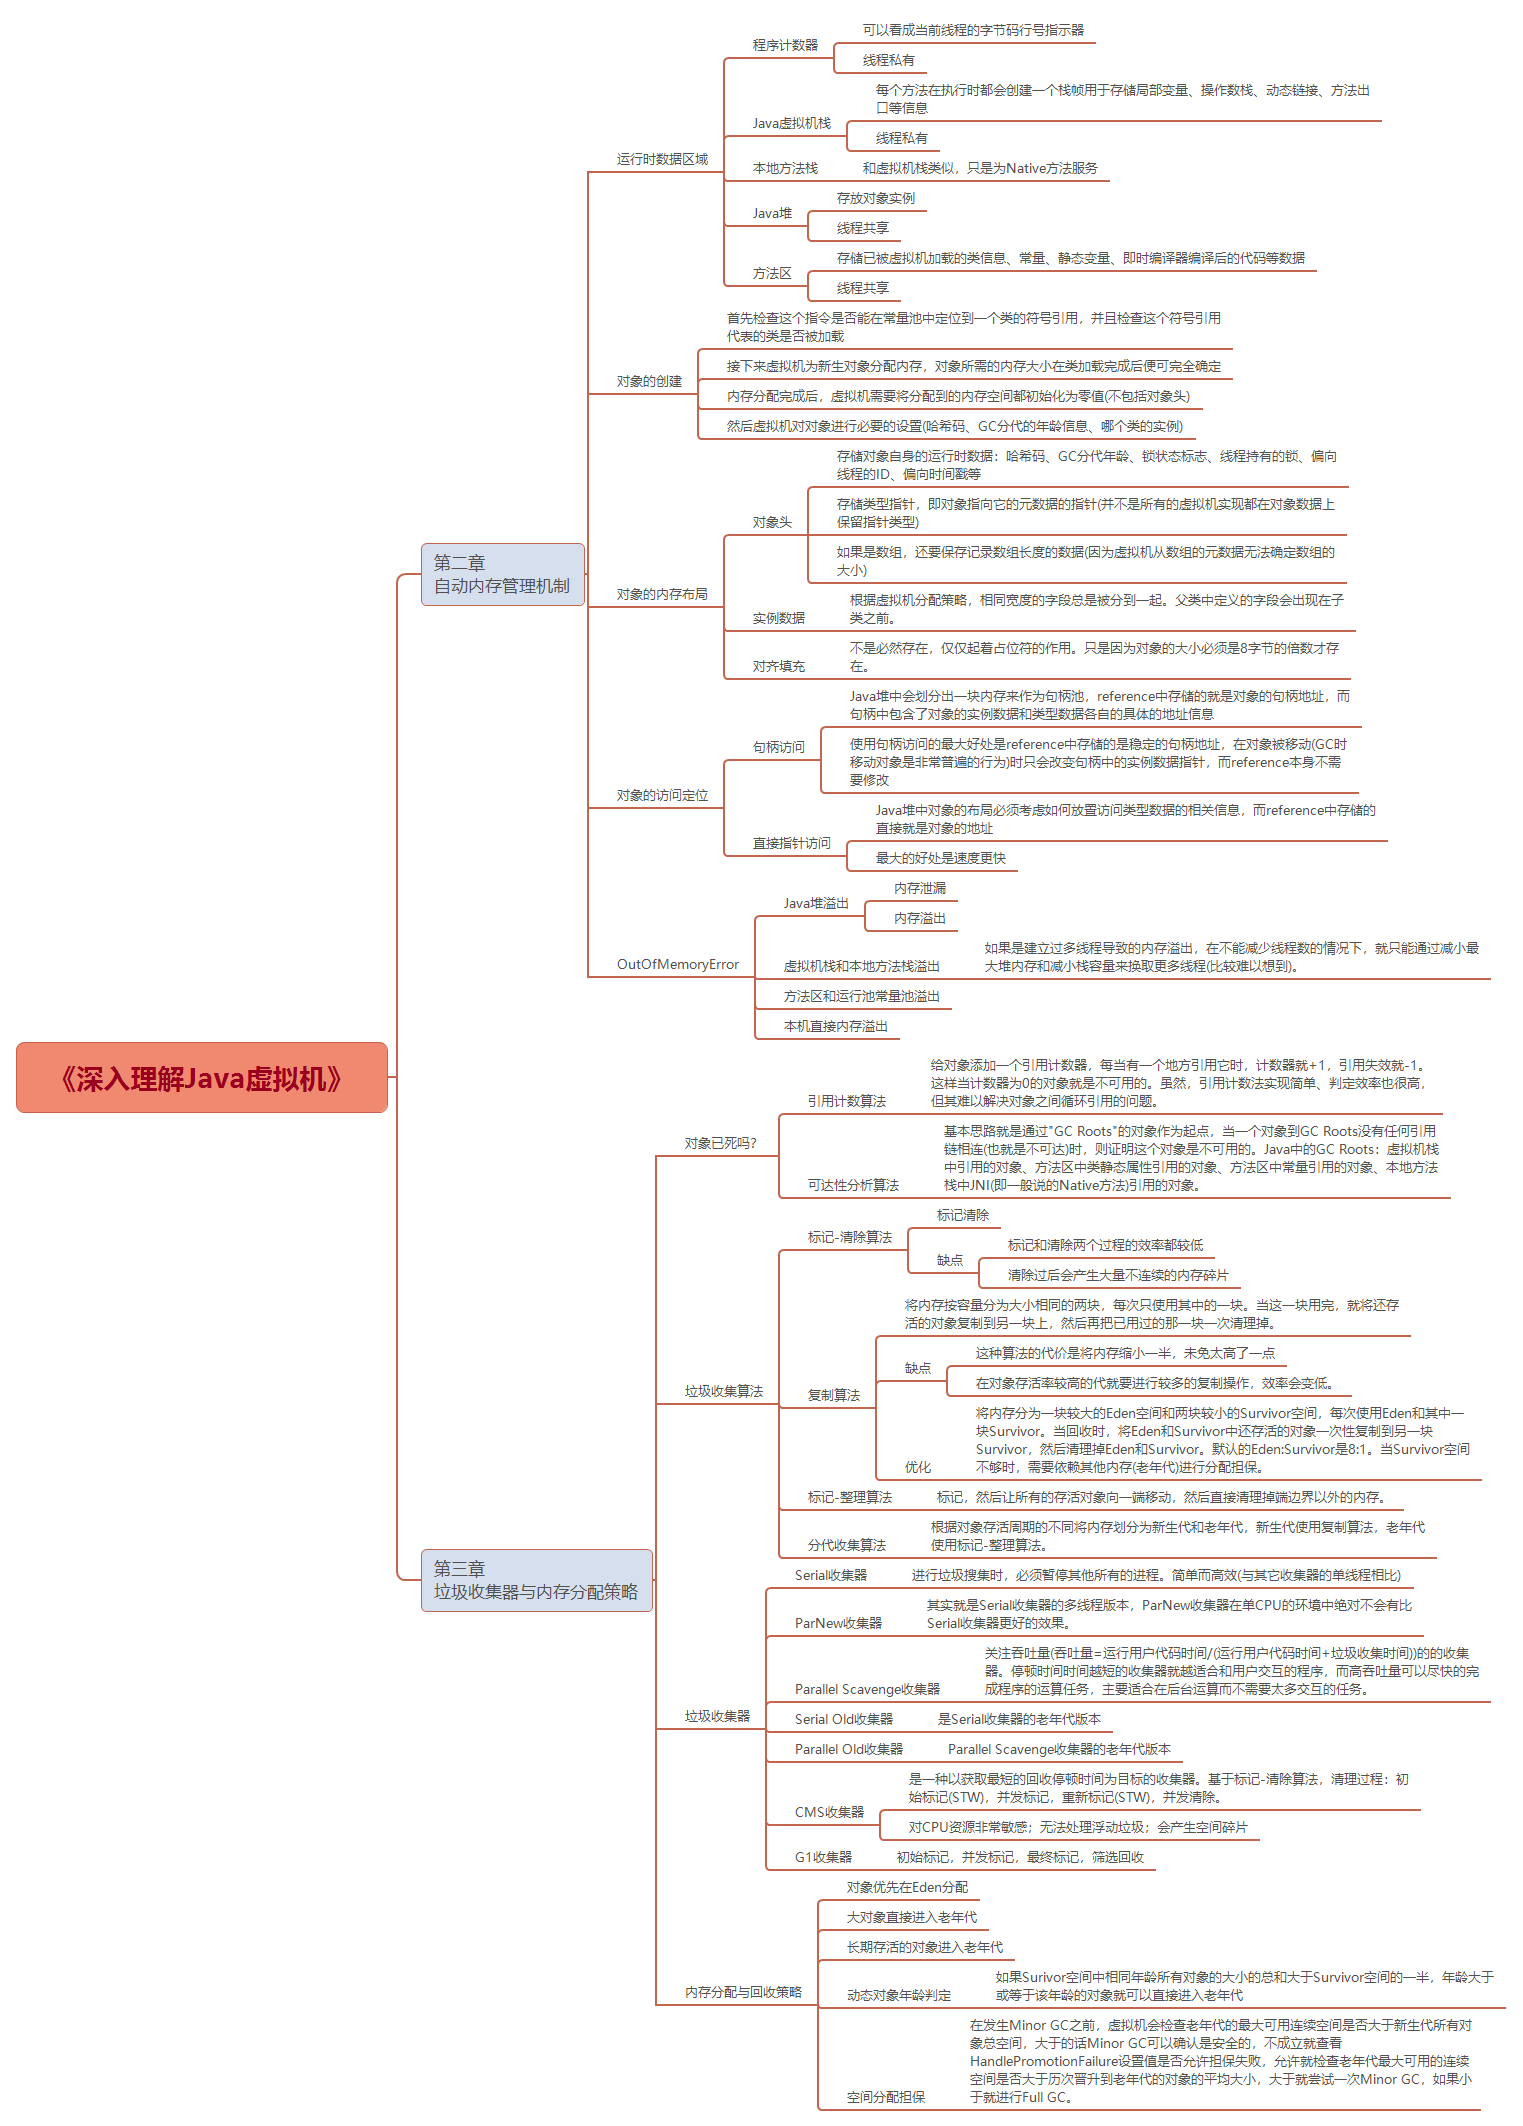 《深入理解Java虚拟机》
第二章
自动内存管理机制
运行时数据区域
程序计数器
可以看成当前线程的字节码行号指示器
线程私有
Java虚拟机栈
每个方法在执行时都会创建一个栈帧用于存储局部变量、操作数栈、动态链接、方法出
口等信息
线程私有
本地方法栈
和虚拟机栈类似，只是为Native方法服务
Java堆
存放对象实例
线程共享
方法区
存储已被虚拟机加载的类信息、常量、静态变量、即时编译器编译后的代码等数据
线程共享
对象的创建
首先检查这个指令是否能在常量池中定位到一个类的符号引用，并且检查这个符号引用
代表的类是否被加载
接下来虚拟机为新生对象分配内存，对象所需的内存大小在类加载完成后便可完全确定
内存分配完成后，虚拟机需要将分配到的内存空间都初始化为零值(不包括对象头)
然后虚拟机对对象进行必要的设置(哈希码、GC分代的年龄信息、哪个类的实例)
对象的内存布局
对象头
存储对象自身的运行时数据：哈希码、GC分代年龄、锁状态标志、线程持有的锁、偏向
线程的ID、偏向时间戳等
存储类型指针，即对象指向它的元数据的指针(并不是所有的虚拟机实现都在对象数据上
保留指针类型)
如果是数组，还要保存记录数组长度的数据(因为虚拟机从数组的元数据无法确定数组的
大小)
实例数据
根据虚拟机分配策略，相同宽度的字段总是被分到一起。父类中定义的字段会出现在子
类之前。
对齐填充
不是必然存在，仅仅起着占位符的作用。只是因为对象的大小必须是8字节的倍数才存
在。
对象的访问定位
句柄访问
Java堆中会划分出一块内存来作为句柄池，reference中存储的就是对象的句柄地址，而
句柄中包含了对象的实例数据和类型数据各自的具体的地址信息
使用句柄访问的最大好处是reference中存储的是稳定的句柄地址，在对象被移动(GC时
移动对象是非常普遍的行为)时只会改变句柄中的实例数据指针，而reference本身不需
要修改
直接指针访问
Java堆中对象的布局必须考虑如何放置访问类型数据的相关信息，而reference中存储的
直接就是对象的地址
最大的好处是速度更快
OutOfMemoryError
Java堆溢出
内存泄漏
内存溢出
虚拟机栈和本地方法栈溢出
如果是建立过多线程导致的内存溢出，在不能减少线程数的情况下，就只能通过减小最
大堆内存和减小栈容量来换取更多线程(比较难以想到)。
方法区和运行池常量池溢出
本机直接内存溢出
第三章
垃圾收集器与内存分配策略
对象已死吗?
引用计数算法
给对象添加一个引用计数器，每当有一个地方引用它时，计数器就+1，引用失效就-1。
这样当计数器为0的对象就是不可用的。虽然，引用计数法实现简单、判定效率也很高，
但其难以解决对象之间循环引用的问题。
可达性分析算法
基本思路就是通过"GC Roots"的对象作为起点，当一个对象到GC Roots没有任何引用
链相连(也就是不可达)时，则证明这个对象是不可用的。Java中的GC Roots：虚拟机栈
中引用的对象、方法区中类静态属性引用的对象、方法区中常量引用的对象、本地方法
栈中JNI(即一般说的Native方法)引用的对象。
垃圾收集算法
标记-清除算法
标记清除
缺点
标记和清除两个过程的效率都较低
清除过后会产生大量不连续的内存碎片
复制算法
将内存按容量分为大小相同的两块，每次只使用其中的一块。当这一块用完，就将还存
活的对象复制到另一块上，然后再把已用过的那一块一次清理掉。
缺点
这种算法的代价是将内存缩小一半，未免太高了一点
在对象存活率较高的代就要进行较多的复制操作，效率会变低。
优化
将内存分为一块较大的Eden空间和两块较小的Survivor空间，每次使用Eden和其中一
块Survivor。当回收时，将Eden和Survivor中还存活的对象一次性复制到另一块
Survivor，然后清理掉Eden和Survivor。默认的Eden:Survivor是8:1。当Survivor空间
不够时，需要依赖其他内存(老年代)进行分配担保。
标记-整理算法
标记，然后让所有的存活对象向一端移动，然后直接清理掉端边界以外的内存。
分代收集算法
根据对象存活周期的不同将内存划分为新生代和老年代，新生代使用复制算法，老年代
使用标记-整理算法。
垃圾收集器
Serial收集器
进行垃圾搜集时，必须暂停其他所有的进程。简单而高效(与其它收集器的单线程相比)
ParNew收集器
其实就是Serial收集器的多线程版本，ParNew收集器在单CPU的环境中绝对不会有比
Serial收集器更好的效果。
Parallel Scavenge收集器
关注吞吐量(吞吐量=运行用户代码时间/(运行用户代码时间+垃圾收集时间))的的收集
器。停顿时间时间越短的收集器就越适合和用户交互的程序，而高吞吐量可以尽快的完
成程序的运算任务，主要适合在后台运算而不需要太多交互的任务。
Serial Old收集器
是Serial收集器的老年代版本
Parallel Old收集器
Parallel Scavenge收集器的老年代版本
CMS收集器
是一种以获取最短的回收停顿时间为目标的收集器。基于标记-清除算法，清理过程：初
始标记(STW)，并发标记，重新标记(STW)，并发清除。
对CPU资源非常敏感；无法处理浮动垃圾；会产生空间碎片
G1收集器
初始标记，并发标记，最终标记，筛选回收
内存分配与回收策略
对象优先在Eden分配
大对象直接进入老年代
长期存活的对象进入老年代
动态对象年龄判定
如果Surivor空间中相同年龄所有对象的大小的总和大于Survivor空间的一半，年龄大于
或等于该年龄的对象就可以直接进入老年代
空间分配担保
在发生Minor GC之前，虚拟机会检查老年代的最大可用连续空间是否大于新生代所有对
象总空间，大于的话Minor GC可以确认是安全的，不成立就查看
HandlePromotionFailure设置值是否允许担保失败，允许就检查老年代最大可用的连续
空间是否大于历次晋升到老年代的对象的平均大小，大于就尝试一次Minor GC，如果小
于就进行Full GC。